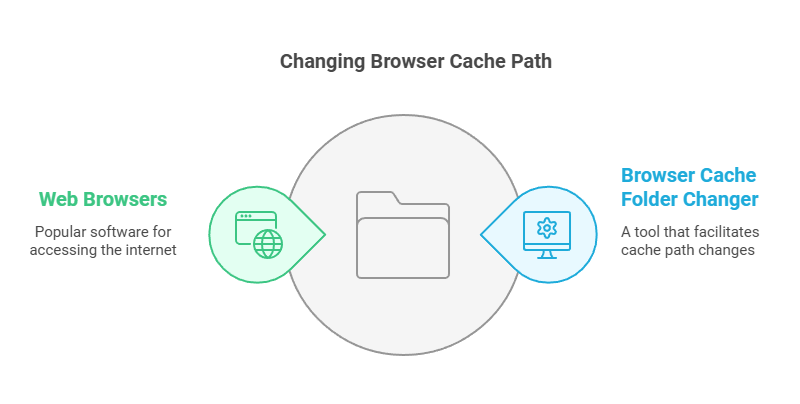 Changing Browser Cache Path
Web Browsers
Popular software for
accessing the internet
Browser Cache
Folder Changer
A tool that facilitates
cache path changes